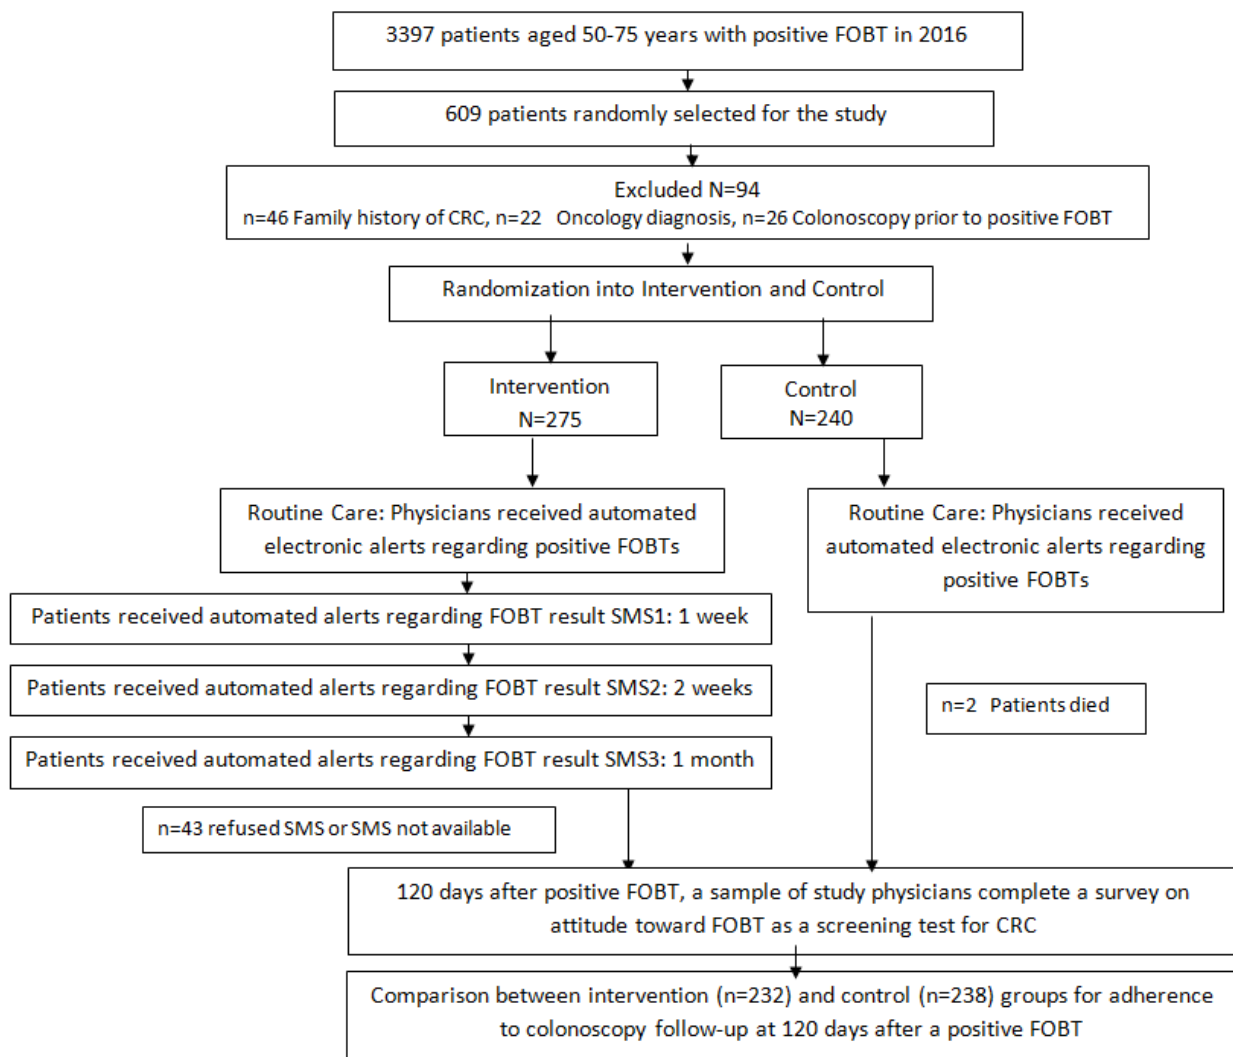 3397 patients aged 50-75 years with positive FOBT in 2016
609 patients randomly selected for the study
Excluded N=94
n=46 Family history of CRC, n=22 Oncology diagnosis, n=26 Colonoscopy prior to positive FOBT
Randomization into Intervention and Control
Intervention
N=275
Control
N=240
Routine Care: Physicians received automated
electronic alerts regarding positive FOBTs
Routine Care: Physicians received
automated electronic alerts regarding
positive FOBTs
Patients received automated alerts regarding FOBT result SMS1: 1 week
Patients received automated alerts regarding FOBT result SMS2: 2 weeks
n=2 Patients died
Patients received automated alerts regarding FOBT result SMS3: 1 month
n=43 refused SMS or SMS not available
120 days after positive FOBT, a sample of study physicians complete a survey on
attitude toward FOBT as a screening test for CRC
Comparison between intervention (n=232) and control (n=238) groups for adherence
to colonoscopy follow-up at 120 days after a positive FOBT